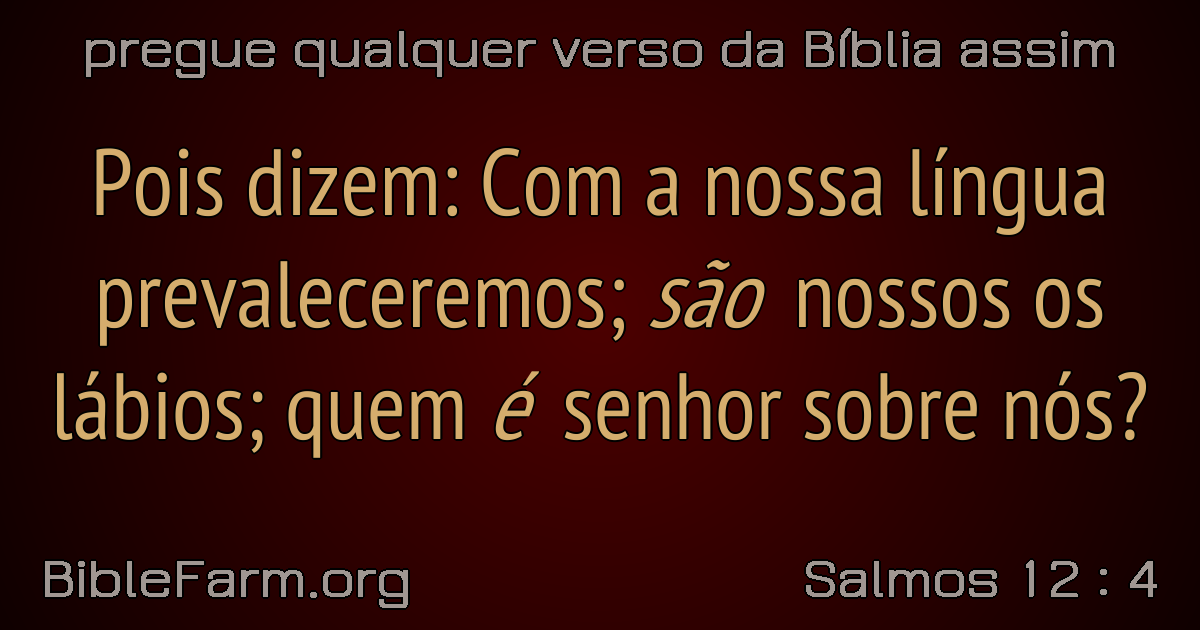 pregue qualquer verso da Bíblia assim
Pois dizem: Com a nossa língua
prevaleceremos; são nossos os
lábios; quem é senhor sobre nós?
BibleFarm.org
Salmos 12 : 4